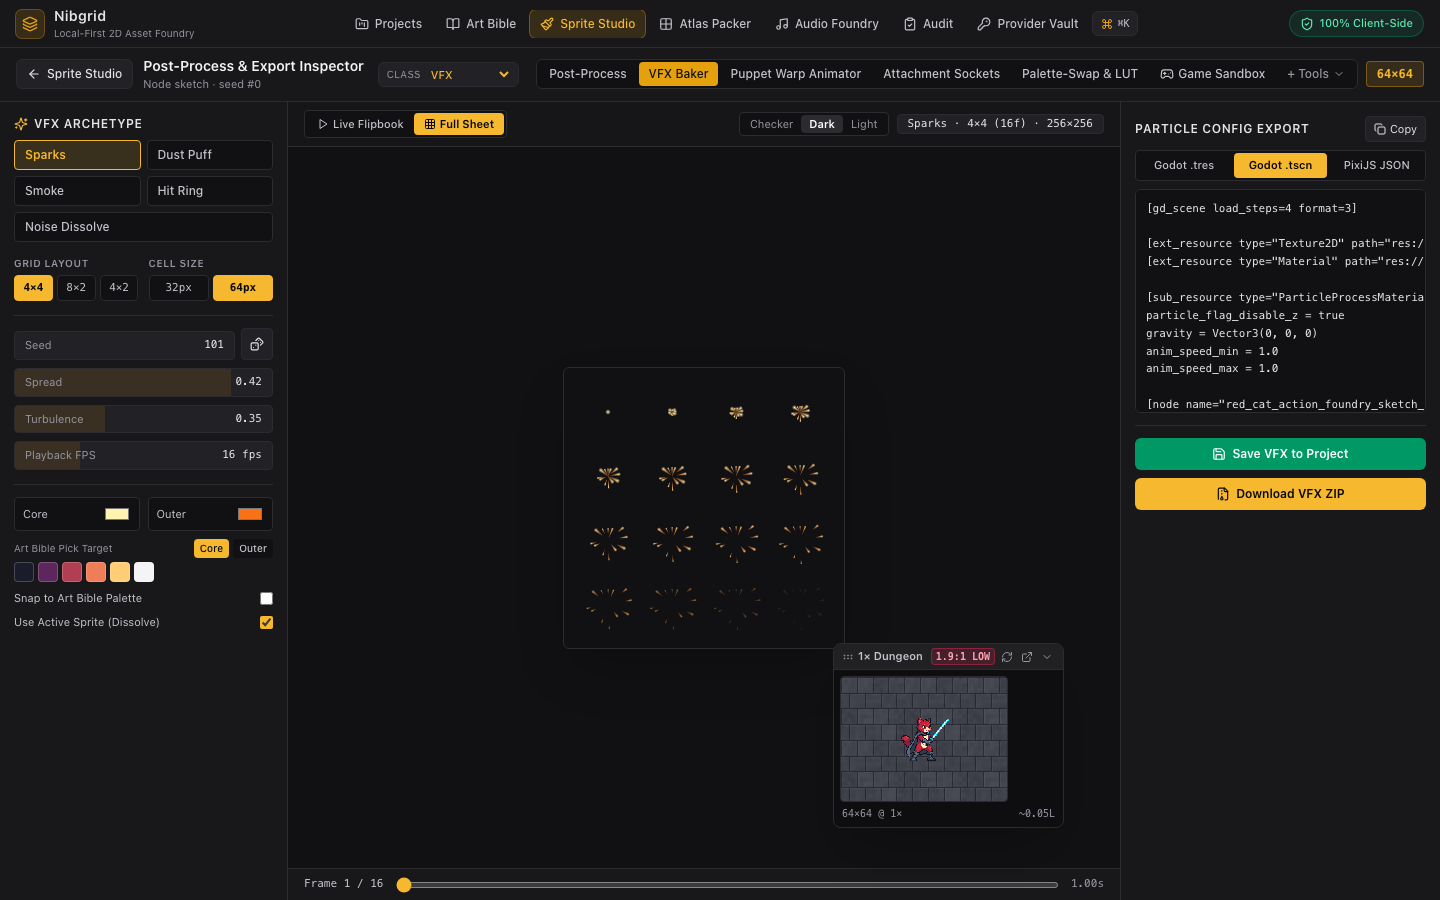 Nibgrid
Local-First 2D Asset Foundry
Projects
Art Bible
Sprite Studio
Atlas Packer
Audio Foundry
Audit
Provider Vault
⌘ ⌘K
100% Client-Side
← Sprite Studio
Post-Process & Export Inspector
Node sketch · seed #0
CLASS VFX
Post-Process
VFX Baker
Puppet Warp Animator
Attachment Sockets
Palette-Swap & LUT
Game Sandbox
+ Tools
64×64
VFX ARCHETYPE
Sparks
Dust Puff
Smoke
Hit Ring
Noise Dissolve
GRID LAYOUT
CELL SIZE
4×4
8×2
4×2
32px
64px
Seed 101
Spread 0.42
Turbulence 0.35
Playback FPS 16 fps
Core
Outer
Art Bible Pick Target
Core
Outer
Snap to Art Bible Palette
Use Active Sprite (Dissolve)
Live Flipbook
Full Sheet
Checker
Dark
Light
Sparks · 4×4 (16f) · 256×256
1× Dungeon
1.9:1 LOW
64×64 @ 1×
~0.05L
Frame 1 / 16
1.00s
PARTICLE CONFIG EXPORT
Copy
Godot .tres
Godot .tscn
PixiJS JSON
[gd_scene load_steps=4 format=3]
[ext_resource type="Texture2D" path="res:/
[ext_resource type="Material" path="res://
[sub_resource type="ParticleProcessMateria
particle_flag_disable_z = true
gravity = Vector3(0, 0, 0)
anim_speed_min = 1.0
anim_speed_max = 1.0
[node name="red_cat_action_foundry_sketch_
Save VFX to Project
Download VFX ZIP